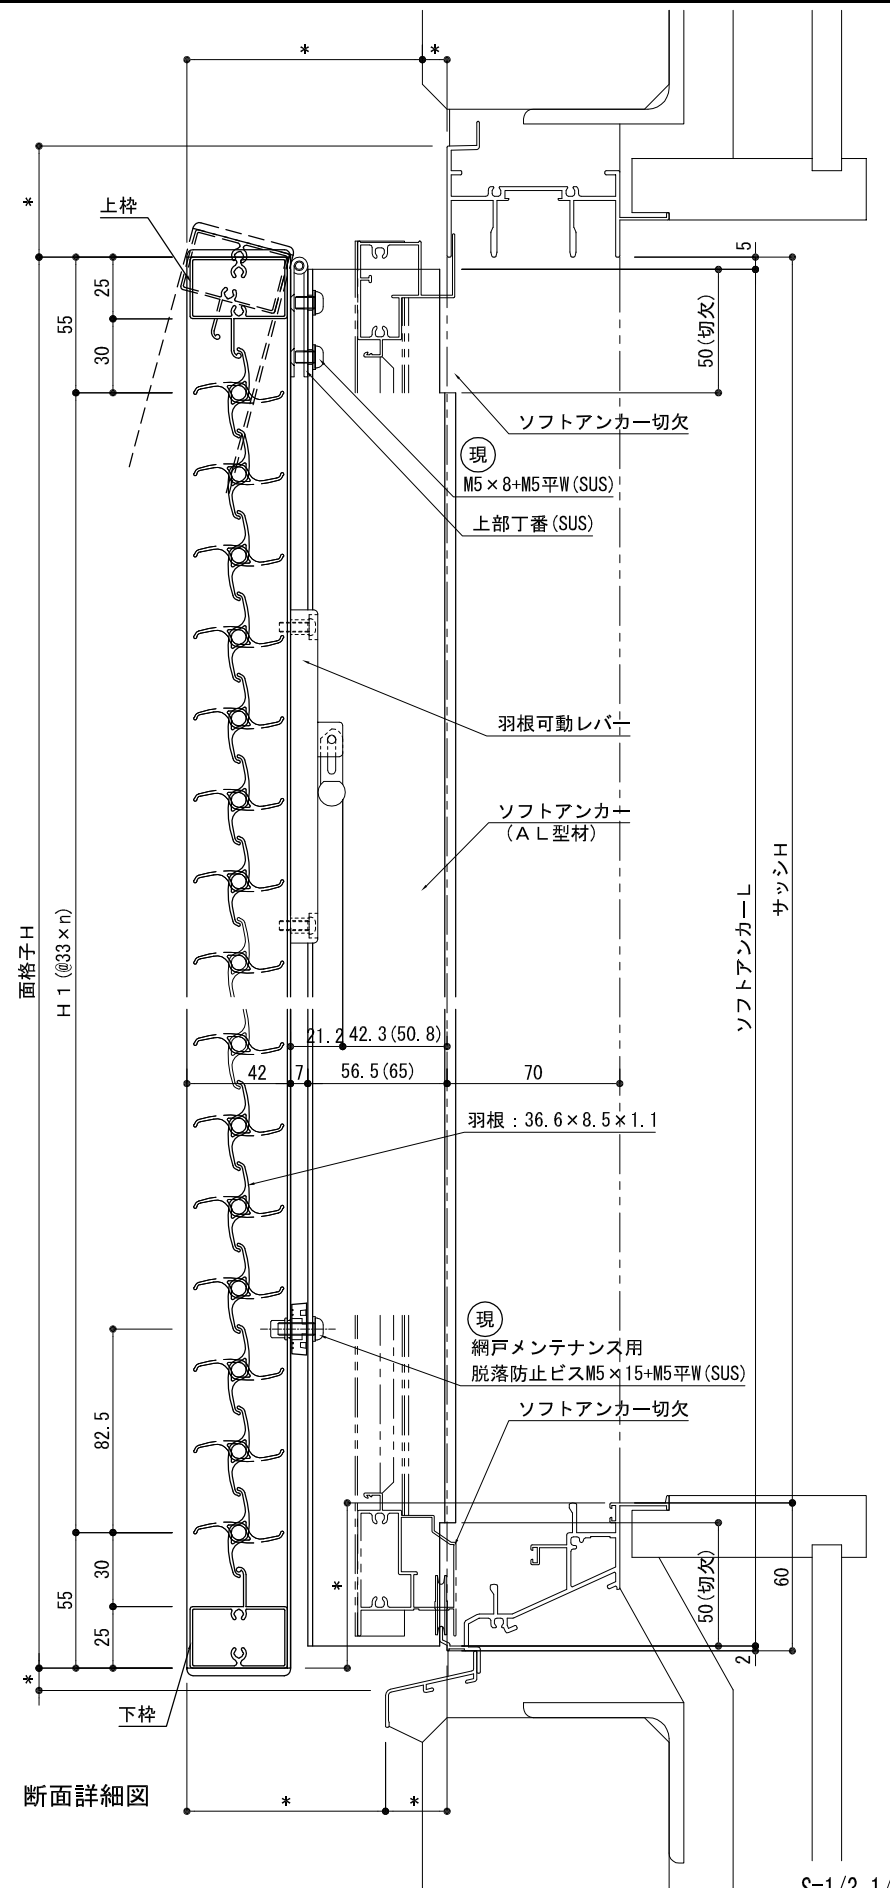 *
*
*
上枠
5
25
55
30
50(切欠)
ソフトアンカー切欠
現
M5×8+M5平W(SUS)
上部丁番(SUS)
羽根可動レバー
ソフトアンカー
(AL型材)
サッシH
ソフトアンカーL
面格子H
H1(@33×n)
21.2
42.3(50.8)
42
7
56.5(65)
70
羽根:36.6×8.5×1.1
現
網戸メンテナンス用
脱落防止ビスM5×15+M5平W(SUS)
ソフトアンカー切欠
82.5
30
55
25
*
50(切欠)
60
2
*
下枠
断面詳細図
*
*